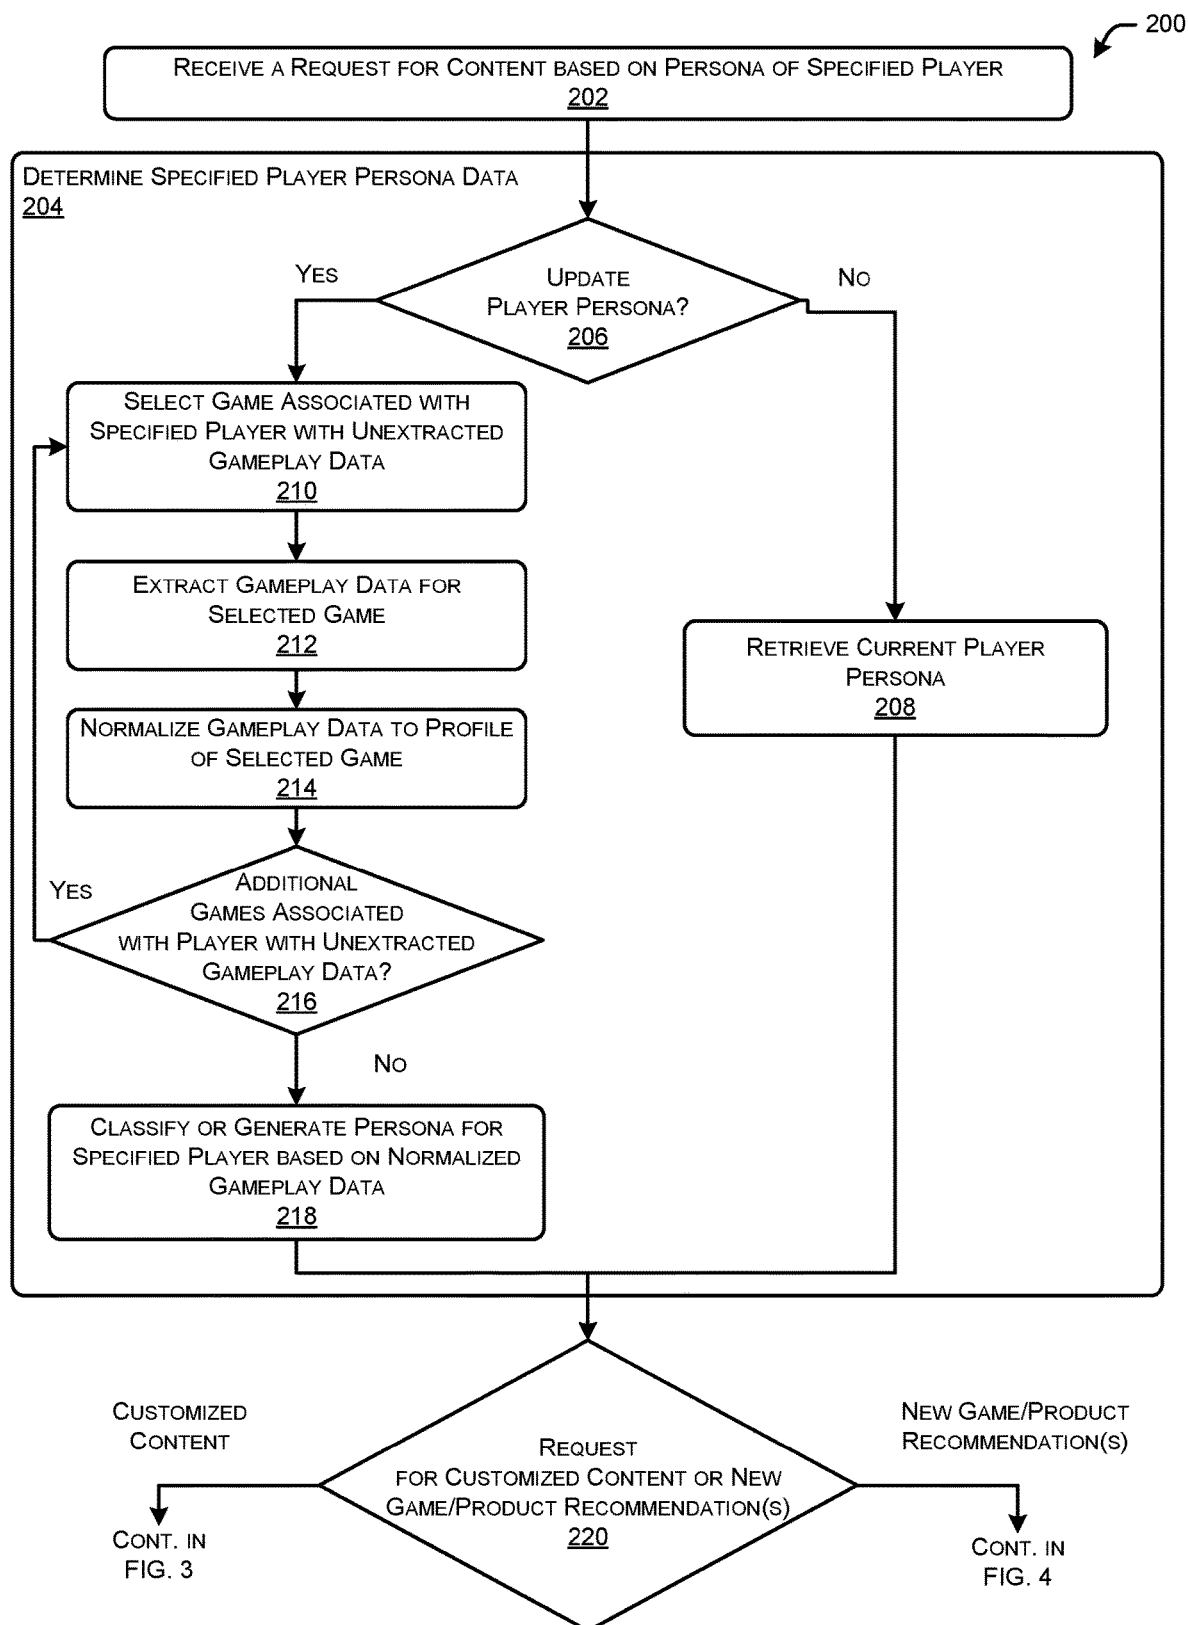 200
RECEIVE A REQUEST FOR CONTENT BASED ON PERSONA OF SPECIFIED PLAYER
202
DETERMINE SPECIFIED PLAYER PERSONA DATA
204
UPDATE
PLAYER PERSONA?
206
YES
NO
SELECT GAME ASSOCIATED WITH
SPECIFIED PLAYER WITH UNEXTRACTED
GAMEPLAY DATA
210
EXTRACT GAMEPLAY DATA FOR
SELECTED GAME
212
RETRIEVE CURRENT PLAYER
PERSONA
208
NORMALIZE GAMEPLAY DATA TO PROFILE
OF SELECTED GAME
214
YES
ADDITIONAL
GAMES ASSOCIATED
WITH PLAYER WITH UNEXTRACTED
GAMEPLAY DATA?
216
NO
CLASSIFY OR GENERATE PERSONA FOR
SPECIFIED PLAYER BASED ON NORMALIZED
GAMEPLAY DATA
218
CUSTOMIZED
CONTENT
NEW GAME/PRODUCT
RECOMMENDATION(S)
REQUEST
FOR CUSTOMIZED CONTENT OR NEW
GAME/PRODUCT RECOMMENDATION(S)
220
CONT. IN
FIG. 3
CONT. IN
FIG. 4